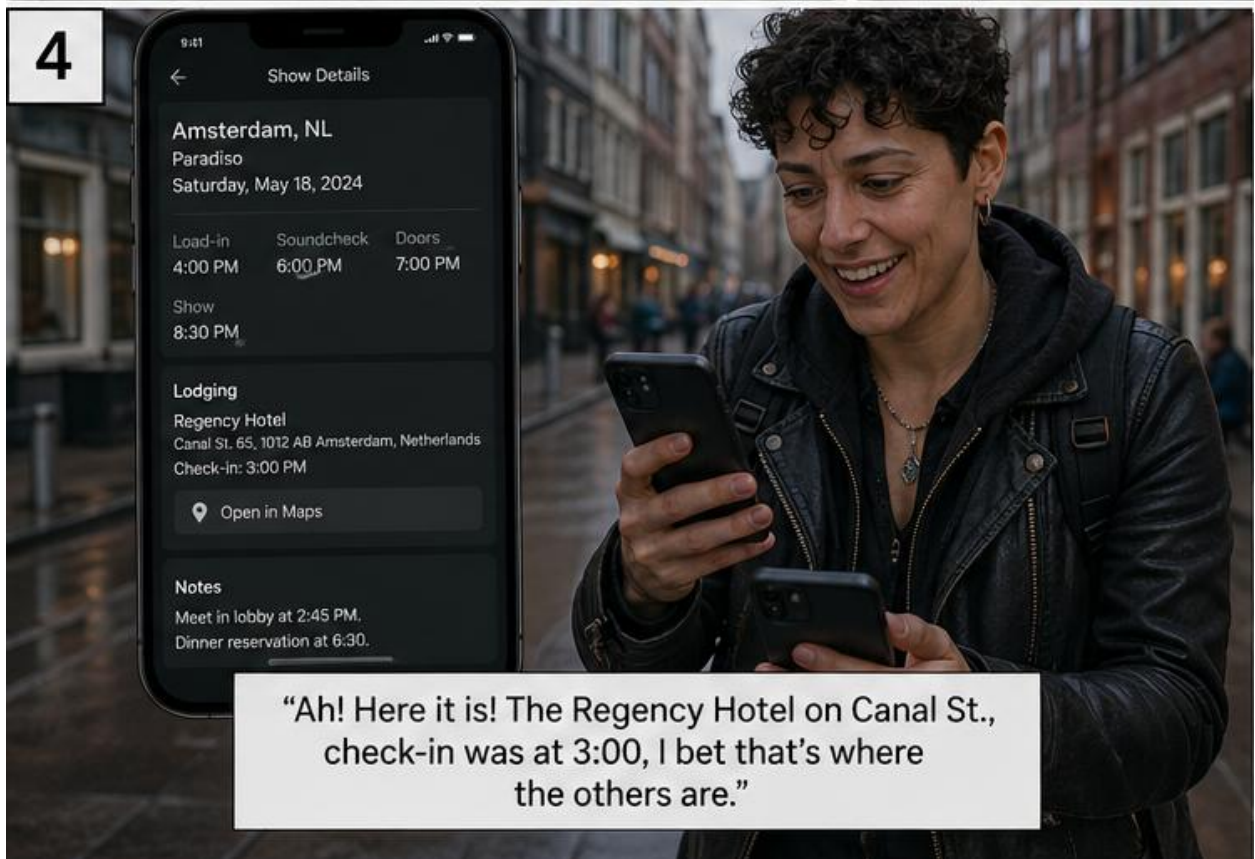 4
9:41
Show Details
Amsterdam, NL
Paradiso
Saturday, May 18, 2024
Load-in Soundcheck Doors
4:00 PM 6:00 PM 7:00 PM
Show
8:30 PM
Lodging
Regency Hotel
Canal St. 65, 1012 AB Amsterdam, Netherlands
Check-in: 3:00 PM
Open in Maps
Notes
Meet in lobby at 2:45 PM.
Dinner reservation at 6:30.
“Ah! Here it is! The Regency Hotel on Canal St.,
check-in was at 3:00, I bet that’s where
the others are.”